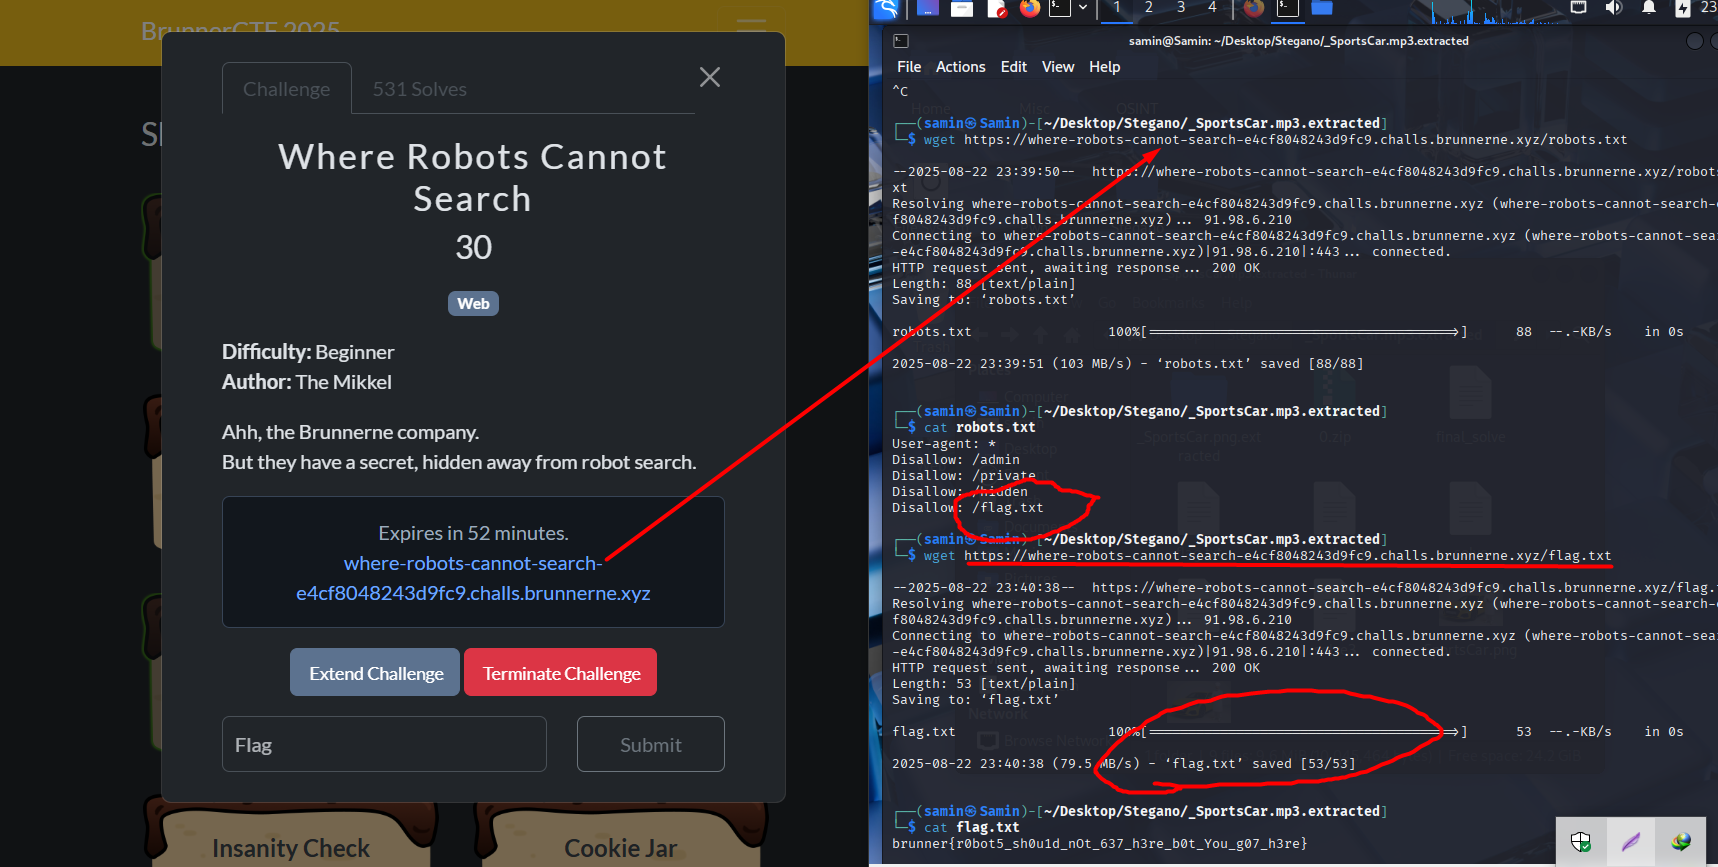 BrunnerCTF 2025
Challenge
531 Solves
Where Robots Cannot
Search
30
Web
Difficulty: Beginner
Author: The Mikkel
Ahh, the Brunnerne company.
But they have a secret, hidden away from robot search.
Expires in 52 minutes.
where-robots-cannot-search-
e4cf8048243d9fc9.challs.brunnerne.xyz
Extend Challenge
Terminate Challenge
Flag
Submit
Insanity Check
Cookie Jar
1 2 3 4
23
samin@Samin: ~/Desktop/Stegano/_SportsCar.mp3.extracted
File Actions Edit View Help
^C
┌──(samin㉿Samin)-[~/Desktop/Stegano/_SportsCar.mp3.extracted]
└─$ wget https://where-robots-cannot-search-e4cf8048243d9fc9.challs.brunnerne.xyz/robots.txt
--2025-08-22 23:39:50--  https://where-robots-cannot-search-e4cf8048243d9fc9.challs.brunnerne.xyz/robots
xt
Resolving where-robots-cannot-search-e4cf8048243d9fc9.challs.brunnerne.xyz (where-robots-cannot-search-
f8048243d9fc9.challs.brunnerne.xyz)... 91.98.6.210
Connecting to where-robots-cannot-search-e4cf8048243d9fc9.challs.brunnerne.xyz (where-robots-cannot-sea
-e4cf8048243d9fc9.challs.brunnerne.xyz)|91.98.6.210|:443... connected.
HTTP request sent, awaiting response... 200 OK
Length: 88 [text/plain]
Saving to: ‘robots.txt’
robots.txt 100%[===================================>] 88 --.-KB/s in 0s
2025-08-22 23:39:51 (103 MB/s) - ‘robots.txt’ saved [88/88]
┌──(samin㉿Samin)-[~/Desktop/Stegano/_SportsCar.mp3.extracted]
└─$ cat robots.txt
User-agent: *
Disallow: /admin
Disallow: /private
Disallow: /hidden
Disallow: /flag.txt
┌──(samin㉿Samin)-[~/Desktop/Stegano/_SportsCar.mp3.extracted]
└─$ wget https://where-robots-cannot-search-e4cf8048243d9fc9.challs.brunnerne.xyz/flag.txt
--2025-08-22 23:40:38--  https://where-robots-cannot-search-e4cf8048243d9fc9.challs.brunnerne.xyz/flag.
Resolving where-robots-cannot-search-e4cf8048243d9fc9.challs.brunnerne.xyz (where-robots-cannot-search-
f8048243d9fc9.challs.brunnerne.xyz)... 91.98.6.210
Connecting to where-robots-cannot-search-e4cf8048243d9fc9.challs.brunnerne.xyz (where-robots-cannot-sea
-e4cf8048243d9fc9.challs.brunnerne.xyz)|91.98.6.210|:443... connected.
HTTP request sent, awaiting response... 200 OK
Length: 53 [text/plain]
Saving to: ‘flag.txt’
flag.txt 100%[===================================>] 53 --.-KB/s in 0s
2025-08-22 23:40:38 (79.5 MB/s) - ‘flag.txt’ saved [53/53]
┌──(samin㉿Samin)-[~/Desktop/Stegano/_SportsCar.mp3.extracted]
└─$ cat flag.txt
brunner{r0bot5_sh0u1d_nOt_637_h3re_b0t_You_g07_h3re}